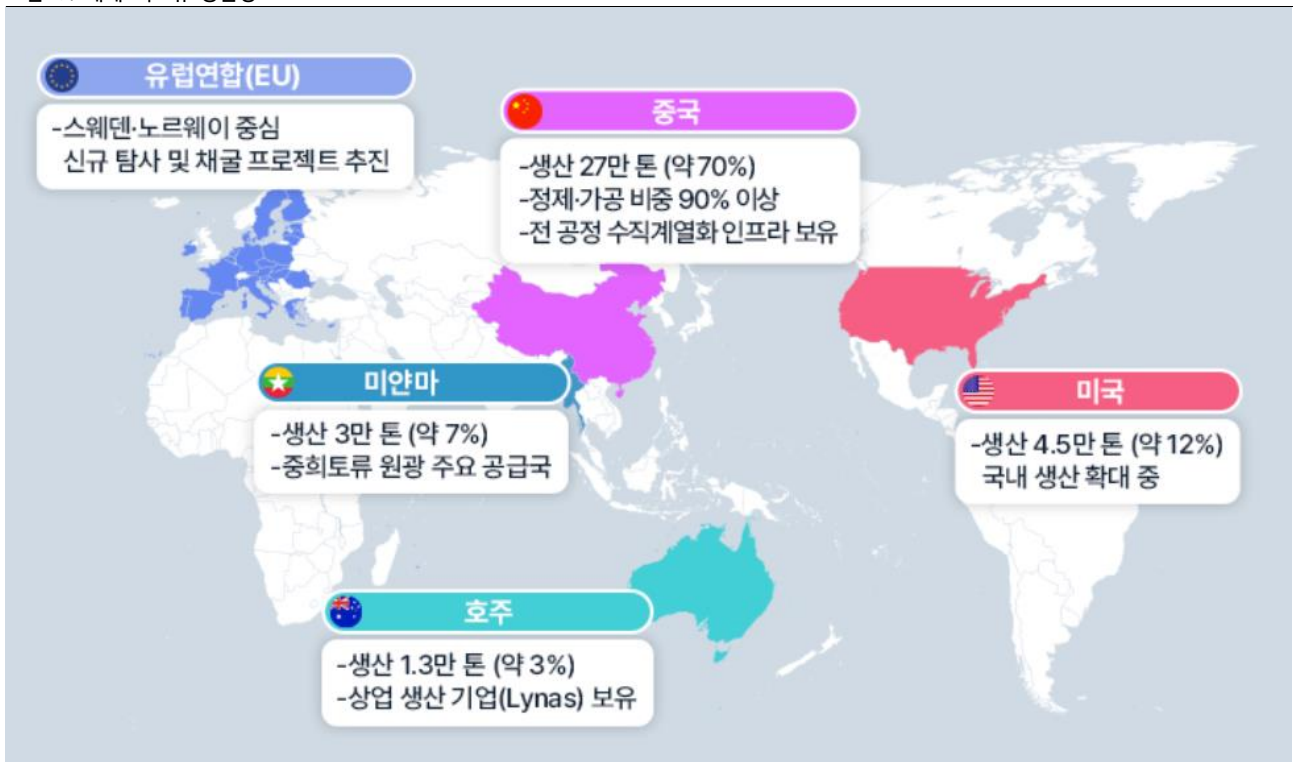 유럽연합(EU)
-스웨덴·노르웨이 중심
신규 탐사 및 채굴 프로젝트 추진
중국
-생산 27만 톤 (약 70%)
-정제·가공 비중 90% 이상
-전 공정 수직계열화 인프라 보유
미얀마
-생산 3만 톤 (약 7%)
-중희토류 원광 주요 공급국
미국
-생산 4.5만 톤 (약 12%)
국내 생산 확대 중
호주
-생산 1.3만 톤 (약 3%)
-상업 생산 기업(Lynas) 보유